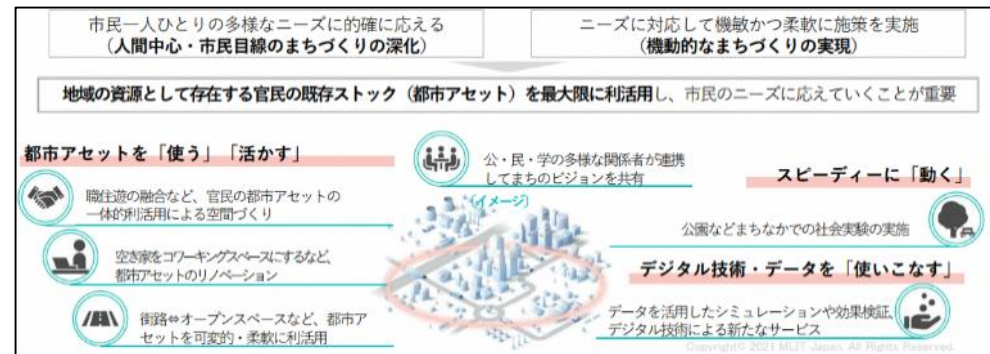 市民一人ひとりの多様なニーズに的確に応える
（人間中心・市民目線のまちづくりの深化）
ニーズに対応して機敏かつ柔軟に施策を実施
（機動的なまちづくりの実現）
地域の資源として存在する官民の既存ストック（都市アセット）を最大限に利活用し、市民のニーズに応えていくことが重要
都市アセットを「使う」「活かす」
職住遊の融合など、官民の都市アセットの
一体的利活用による空間づくり
空き家をコワーキングスペースにするなど、
都市アセットのリノベーション
街路⇔オープンスペースなど、都市ア
セットを可変的・柔軟に利活用
公・民・学の多様な関係者が連携
してまちのビジョンを共有
（イメージ）
スピーディーに「動く」
公園などまちなかでの社会実験の実施
デジタル技術・データを「使いこなす」
データを活用したシミュレーションや効果検証、
デジタル技術による新たなサービス
Copyright© 2021 MLIT Japan. All Rights Reserved.